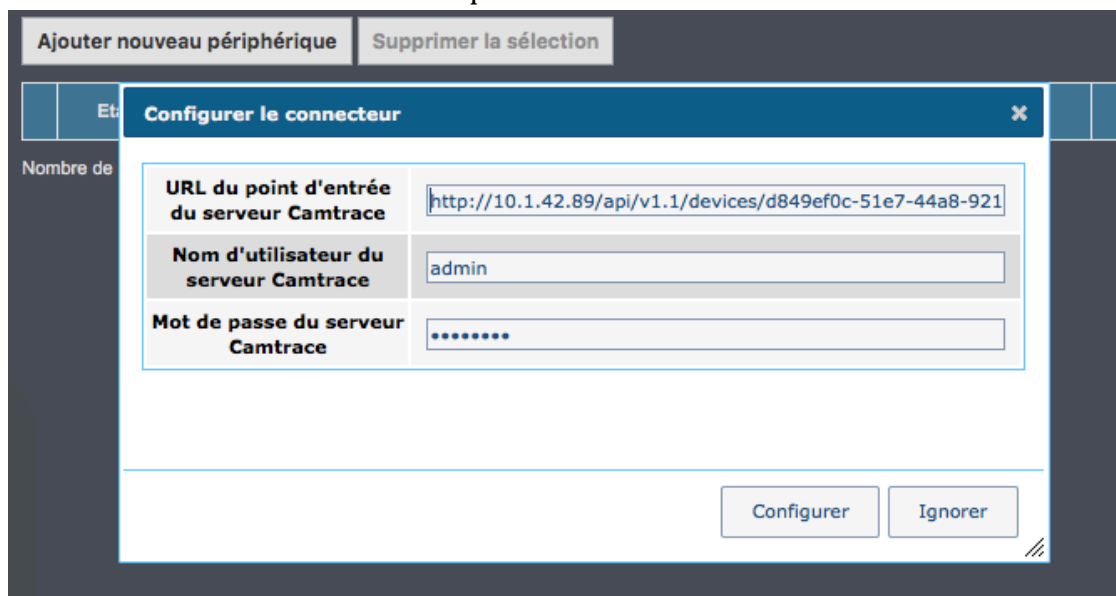 Ajouter nouveau périphérique
Supprimer la sélection
Configurer le connecteur
Nombre de
URL du point d'entrée
du serveur Camtrace
http://10.1.42.89/api/v1.1/devices/d849ef0c-51e7-44a8-921
Nom d'utilisateur du
serveur Camtrace
admin
Mot de passe du serveur
Camtrace
••••••••
Configurer
Ignorer